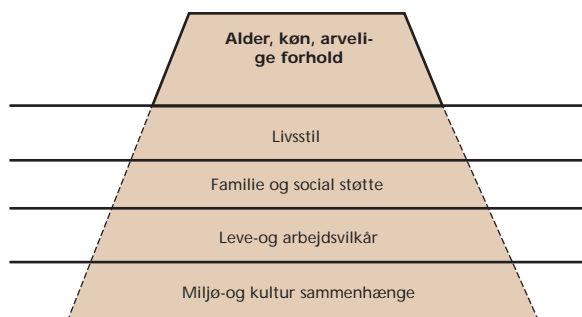 Alder, køn, arveli-
ge forhold
Livsstil
Familie og social støtte
Leve-og arbejdsvilkår
Miljø-og kultur sammenhænge